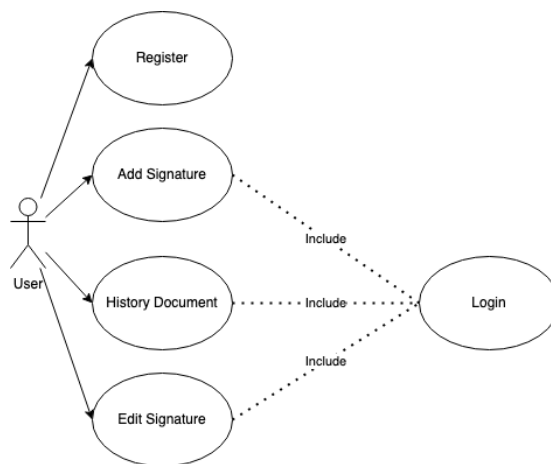 Register
Add Signature
Include
User
History Document
Include
Login
Include
Edit Signature